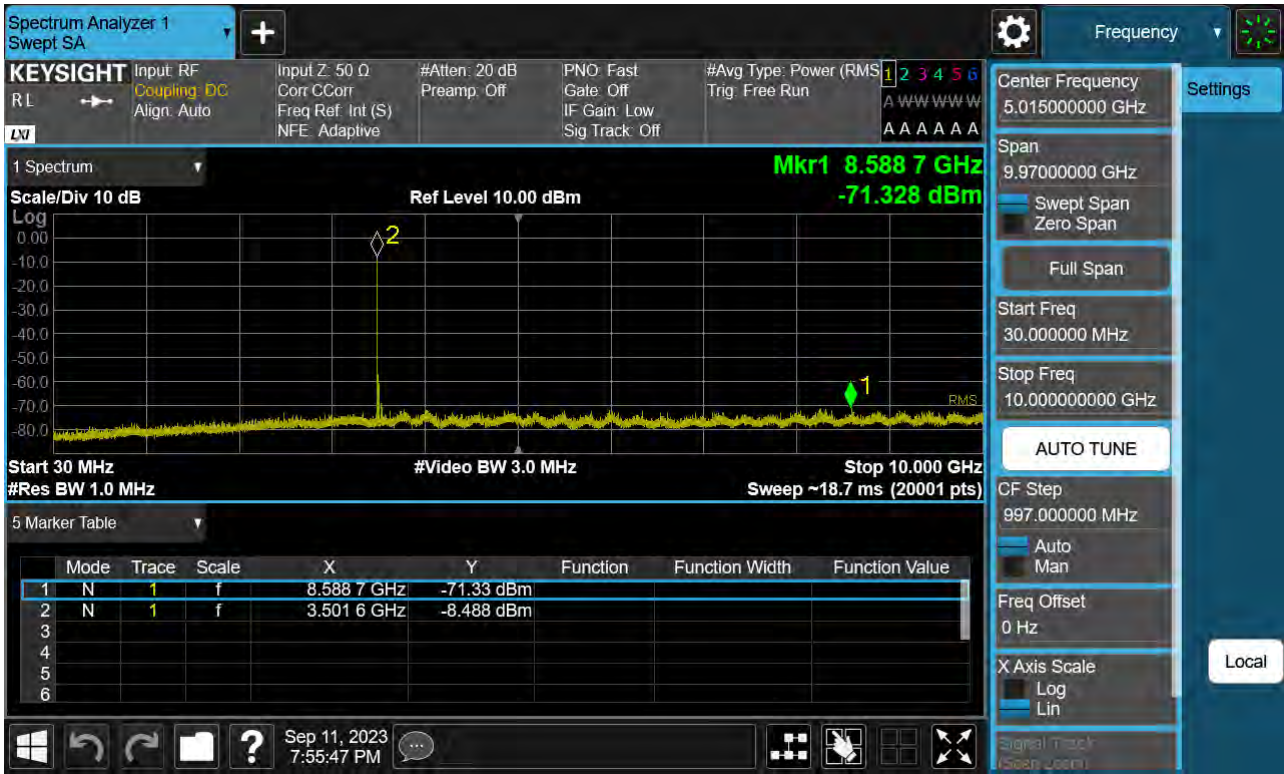 Spectrum Analyzer 1
Swept SA
+
Frequency
KEYSIGHT
RL
LXI
Input: RF
Coupling: DC
Align: Auto
Input Z: 50 Ω
Corr CCorr
Freq Ref: Int (S)
NFE: Adaptive
#Atten: 20 dB
Preamp: Off
PNO: Fast
Gate: Off
IF Gain: Low
Sig Track: Off
#Avg Type: Power (RMS
Trig: Free Run
1 2 3 4 5 6
A W W W W W
A A A A A A
1 Spectrum
Mkr1 8.588 7 GHz
-71.328 dBm
Scale/Div 10 dB
Ref Level 10.00 dBm
Log
0.00
-10.0
-20.0
-30.0
-40.0
-50.0
-60.0
-70.0
-80.0
2
1
RMS
Start 30 MHz
#Video BW 3.0 MHz
Stop 10.000 GHz
#Res BW 1.0 MHz
Sweep ~18.7 ms (20001 pts)
5 Marker Table
Mode Trace Scale X Y Function Function Width Function Value
1 N 1 f 8.588 7 GHz -71.33 dBm
2 N 1 f 3.501 6 GHz -8.488 dBm
3
4
5
6
Sep 11, 2023
7:55:47 PM
?
Center Frequency
5.015000000 GHz
Settings
Span
9.97000000 GHz
Swept Span
Zero Span
Full Span
Start Freq
30.000000 MHz
Stop Freq
10.000000000 GHz
AUTO TUNE
CF Step
997.000000 MHz
Auto
Man
Freq Offset
0 Hz
X Axis Scale
Log
Lin
Local
Signal Track
(Span Zoom)